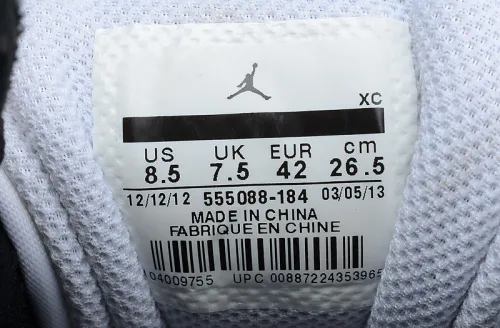 XC
US UK EUR cm
8.5 7.5 42 26.5
12/12/12 555088-184 03/05/13
MADE IN CHINA
FABRIQUE EN CHINE
04009755 UPC 00887224353965